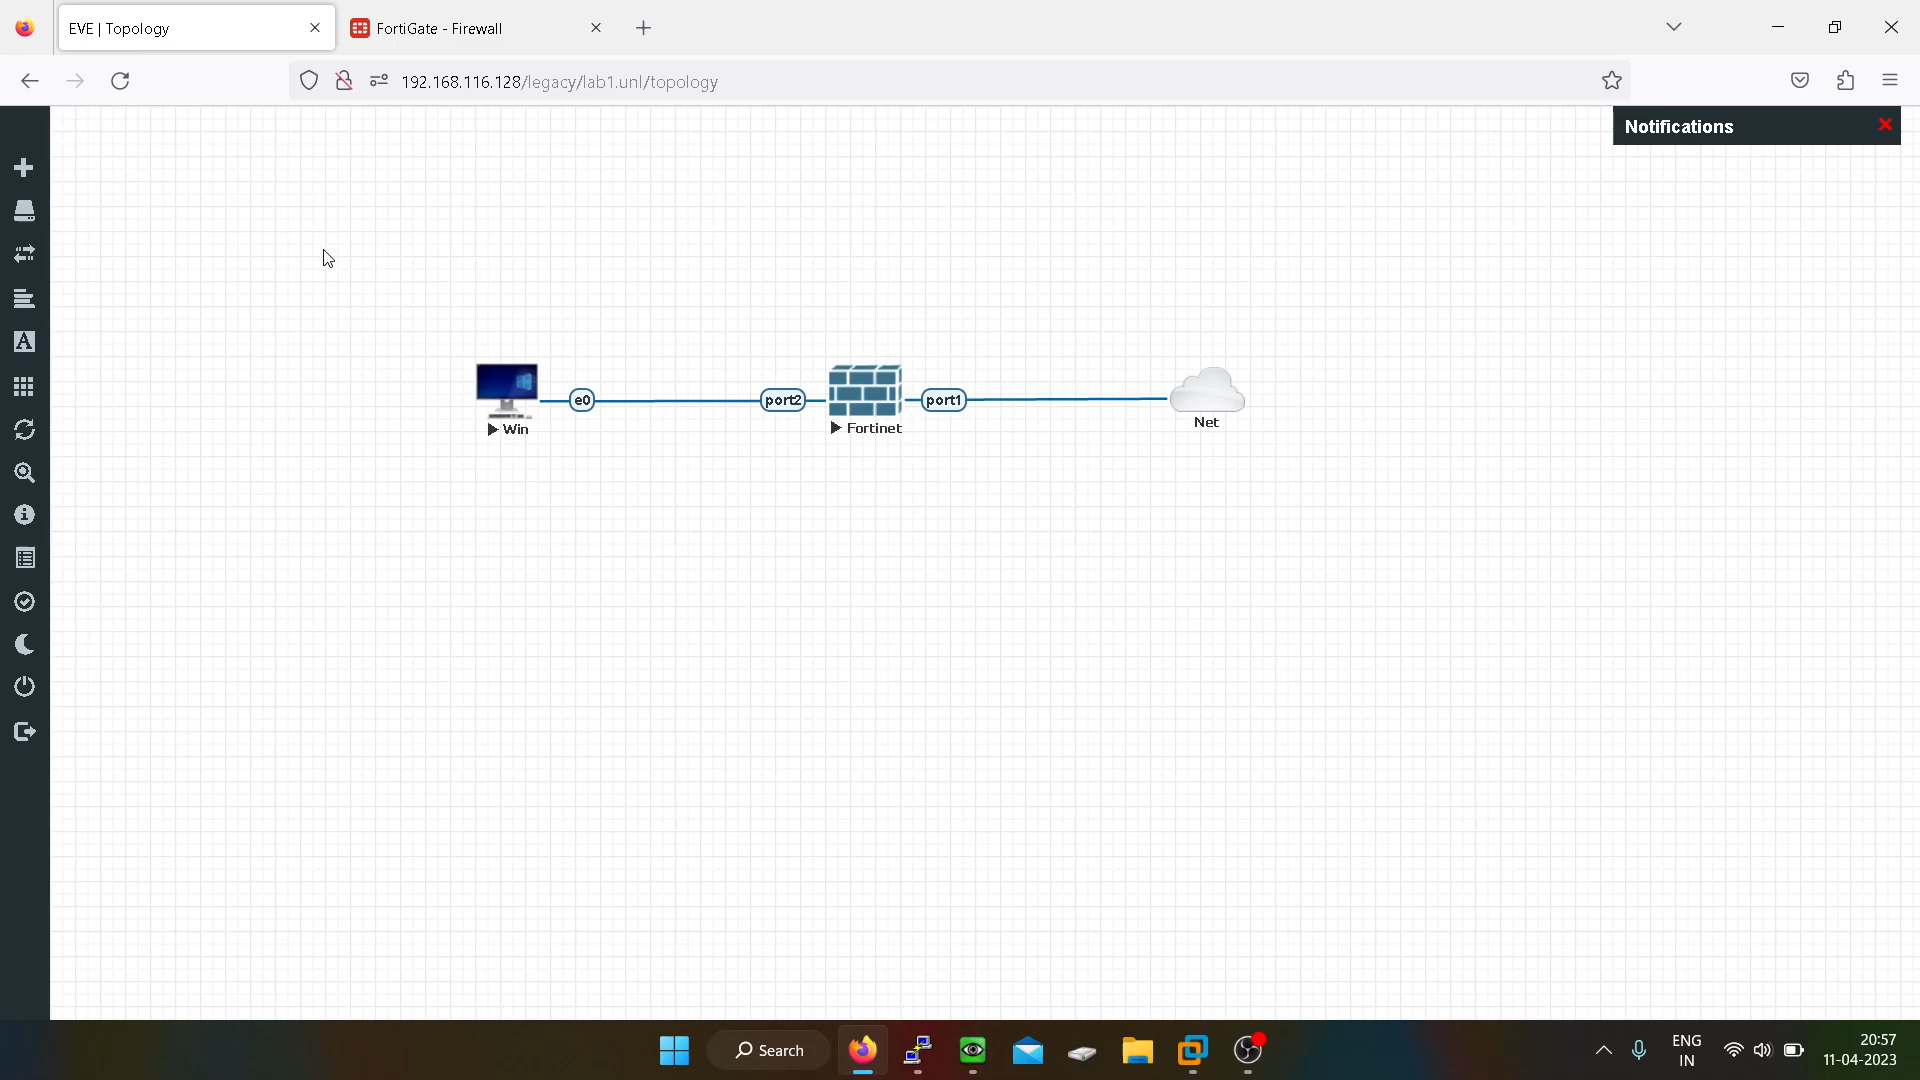 EVE | Topology
FortiGate - Firewall
192.168.116.128/legacy/lab1.unl/topology
Notifications
A
e0
port2
port1
Win
Fortinet
Net
Search
ENG
IN
20:57
11-04-2023